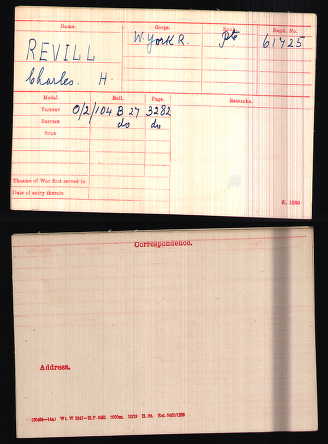 Name. Corps. Rank. Regtl. No.
REVILL W. York R. Pte 61725
Charles. H.
Medal. Roll. Page Remarks.
VICTORY O/2/104 B 27 3282
BRITISH do do
STAR
Theatre of War first served in
Date of entry therein
K. 1380
Correspondence.
Address.